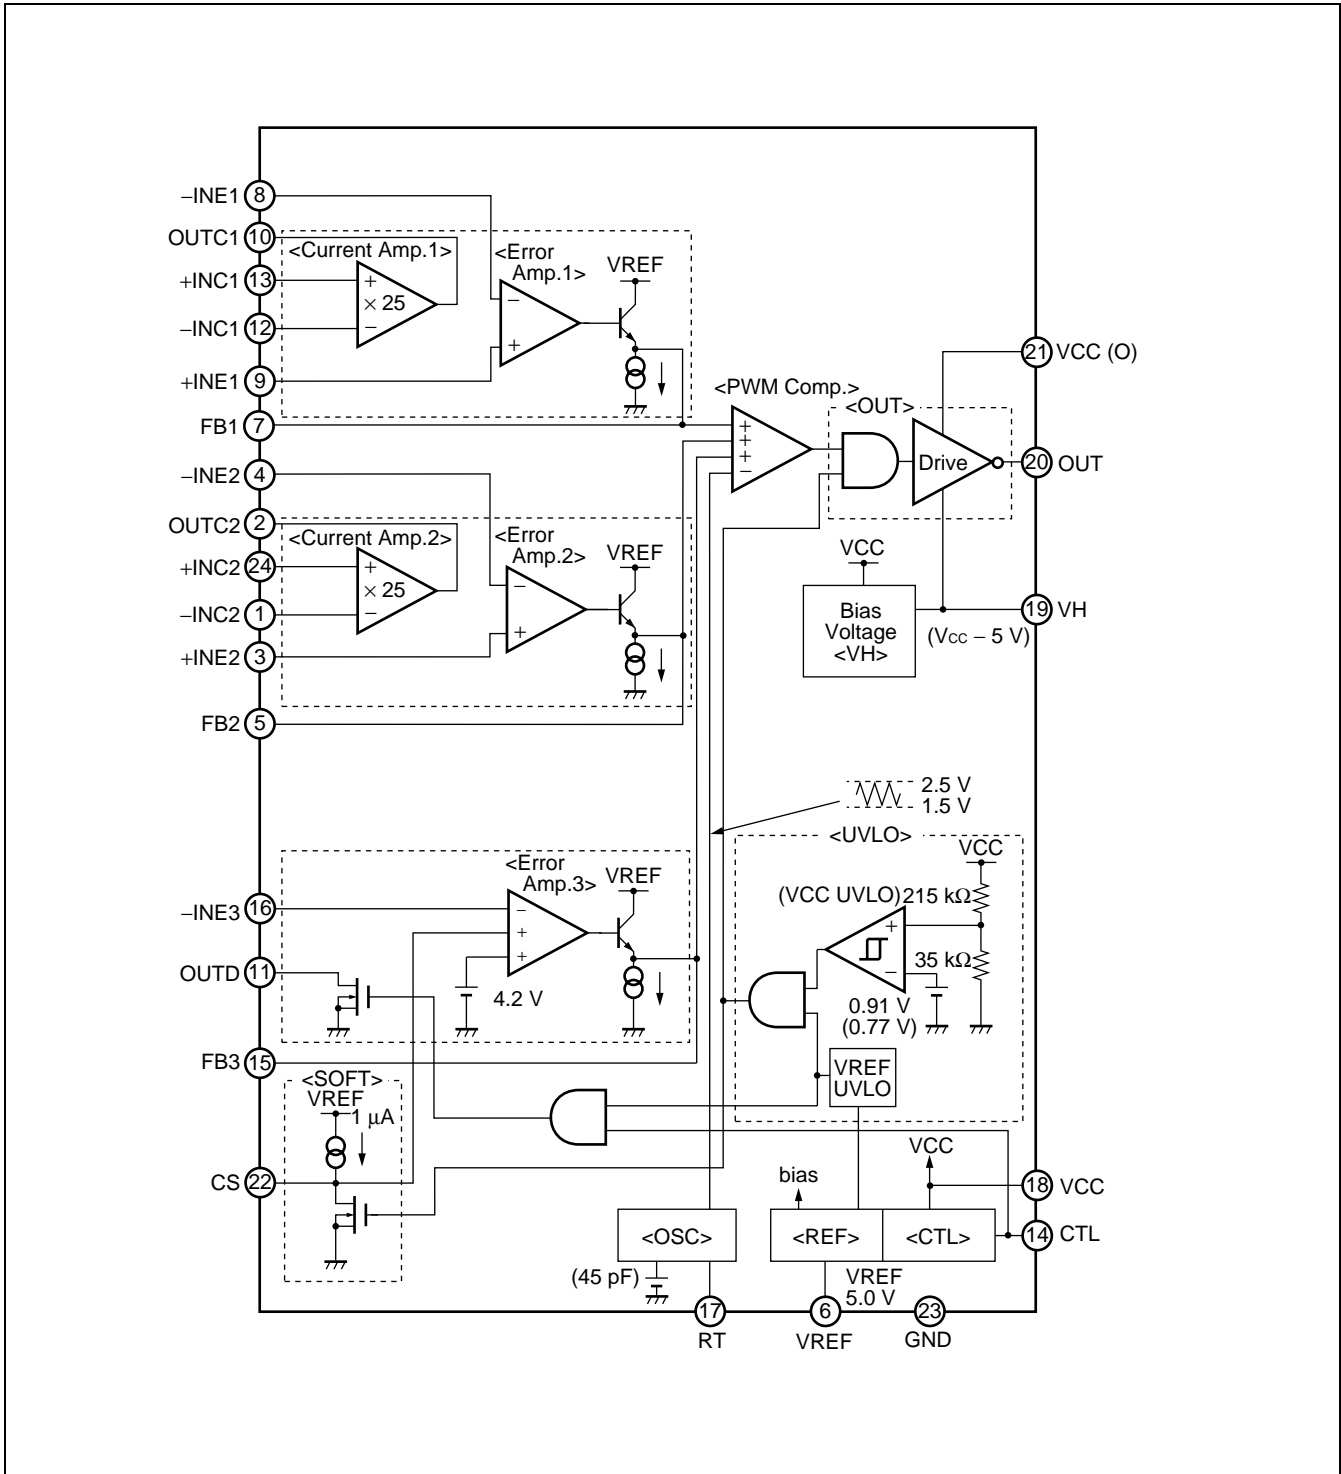 −INE1 8
OUTC1 10
<Current Amp.1>
+INC1 13
+
× 25
−
−INC1 12
+INE1 9
<Error
Amp.1>
−
+
VREF
FB1 7
−INE2 4
OUTC2 2
<Current Amp.2>
+INC2 24
+
× 25
−
−INC2 1
+INE2 3
<Error
Amp.2>
−
+
VREF
FB2 5
<PWM Comp.>
+
+
+
−
<OUT>
Drive
21 VCC (O)
20 OUT
VCC
Bias
Voltage
<VH>
19 VH
(VCC − 5 V)
2.5 V
1.5 V
<UVLO>
VCC
(VCC UVLO) 215 kΩ
+
−
35 kΩ
0.91 V
(0.77 V)
VREF
UVLO
<Error
Amp.3>
VREF
−INE3 16
−
+
+
OUTD 11
4.2 V
FB3 15
<SOFT>
VREF
1 µA
CS 22
VCC
bias
18 VCC
<OSC>
<REF>
<CTL>
14 CTL
(45 pF)
VREF
5.0 V
17
RT
6
VREF
23
GND